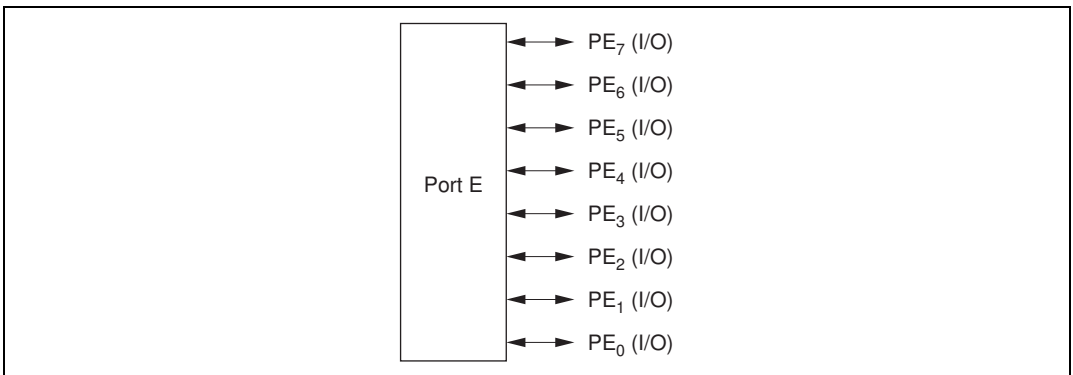 PE7 (I/O)
PE6 (I/O)
PE5 (I/O)
PE4 (I/O)
Port E
PE3 (I/O)
PE2 (I/O)
PE1 (I/O)
PE0 (I/O)